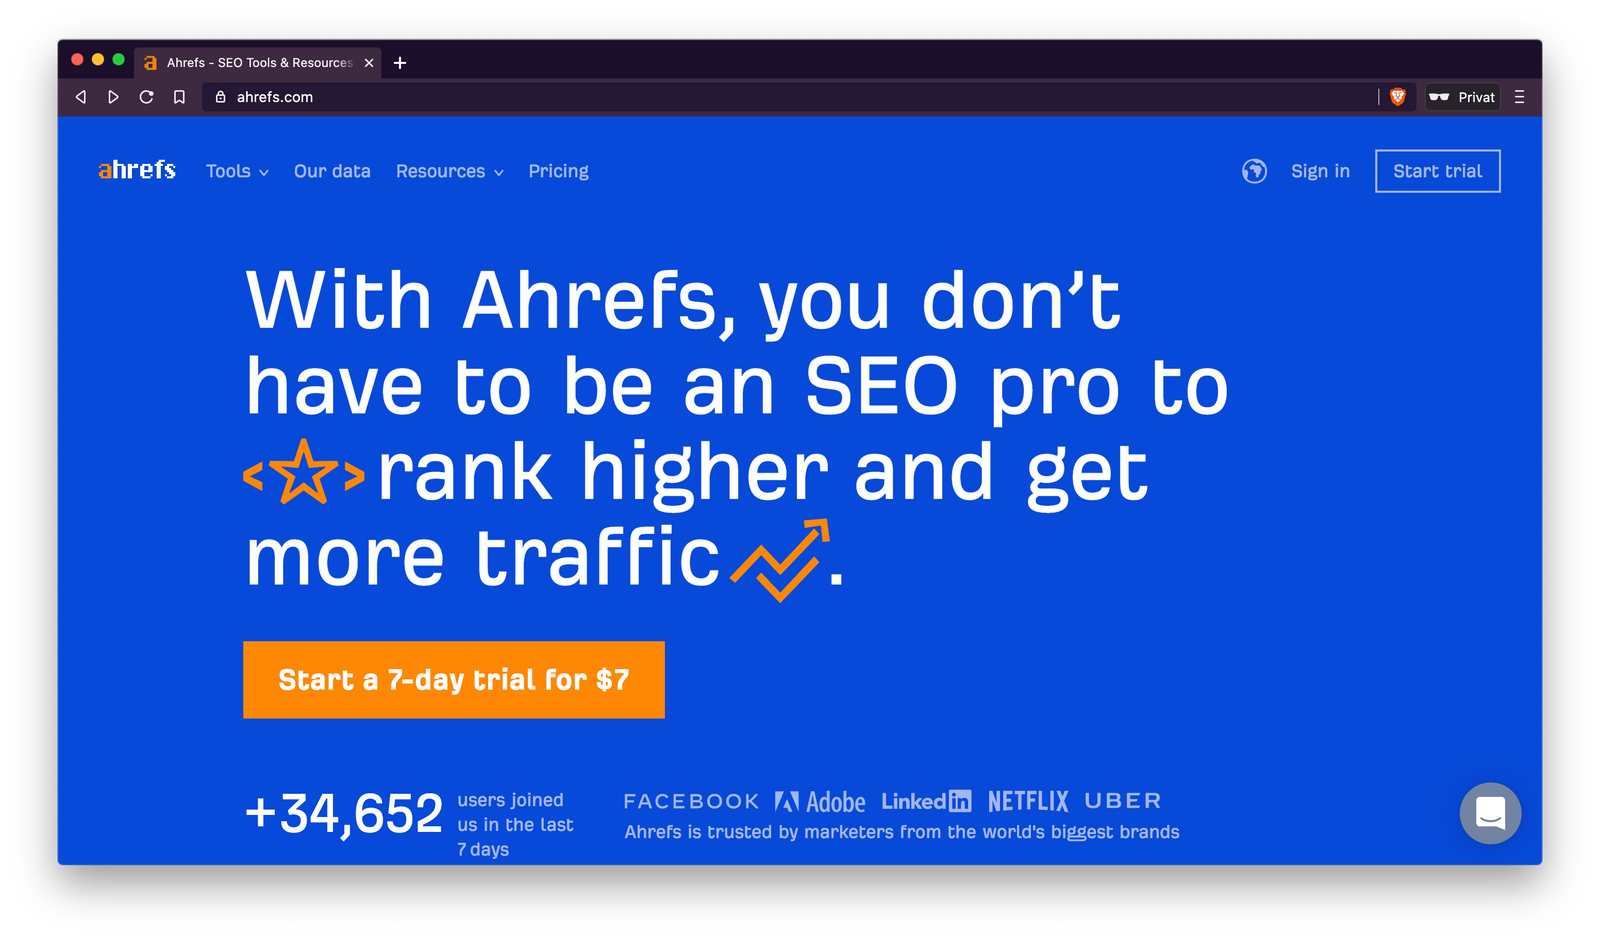 Ahrefs - SEO Tools & Resources
ahrefs.com
Privat
ahrefs
Tools
Our data
Resources
Pricing
Sign in
Start trial
With Ahrefs, you don’t
have to be an SEO pro to
<☆> rank higher and get
more traffic.
Start a 7-day trial for $7
+34,652
users joined
us in the last
7 days
FACEBOOK Adobe LinkedIn NETFLIX UBER
Ahrefs is trusted by marketers from the world's biggest brands